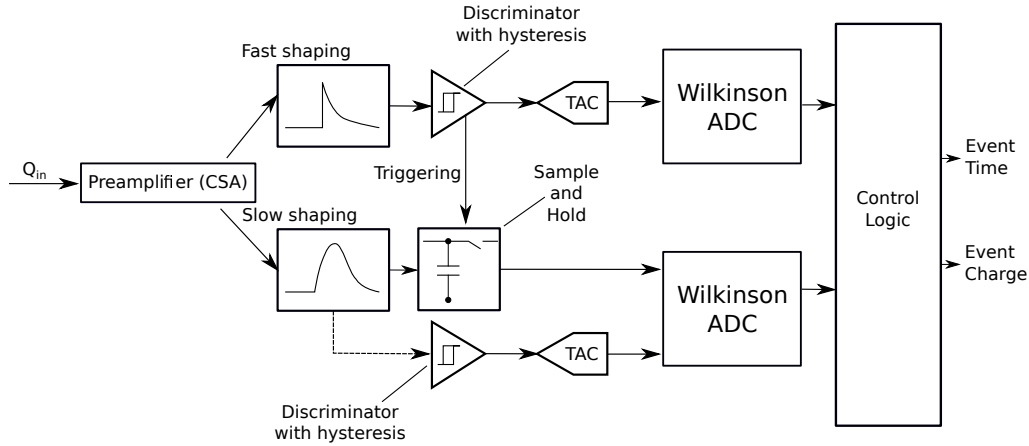 Discriminator
with hysteresis
Fast shaping
TAC
Wilkinson
ADC
Q_in
Preamplifier (CSA)
Triggering
Sample
and
Hold
Slow shaping
Control
Logic
Event
Time
Event
Charge
Wilkinson
ADC
TAC
Discriminator
with hysteresis